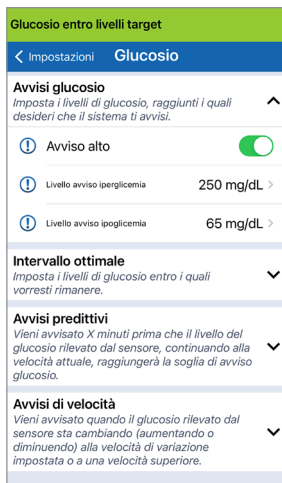 Glucosio entro livelli target
Impostazioni Glucosio
Avvisi glucosio
Imposta i livelli di glucosio, raggiunti i quali
desideri che il sistema ti avvisi.
Avviso alto
Livello avviso iperglicemia 250 mg/dL
Livello avviso ipoglicemia 65 mg/dL
Intervallo ottimale
Imposta i livelli di glucosio entro i quali
vorresti rimanere.
Avvisi predittivi
Vieni avvisato X minuti prima che il livello del
glucosio rilevato dal sensore, continuando alla
velocità attuale, raggiungerà la soglia di avviso
glucosio.
Avvisi di velocità
Vieni avvisato quando il glucosio rilevato dal
sensore sta cambiando (aumentando o
diminuendo) alla velocità di variazione
impostata o a una velocità superiore.